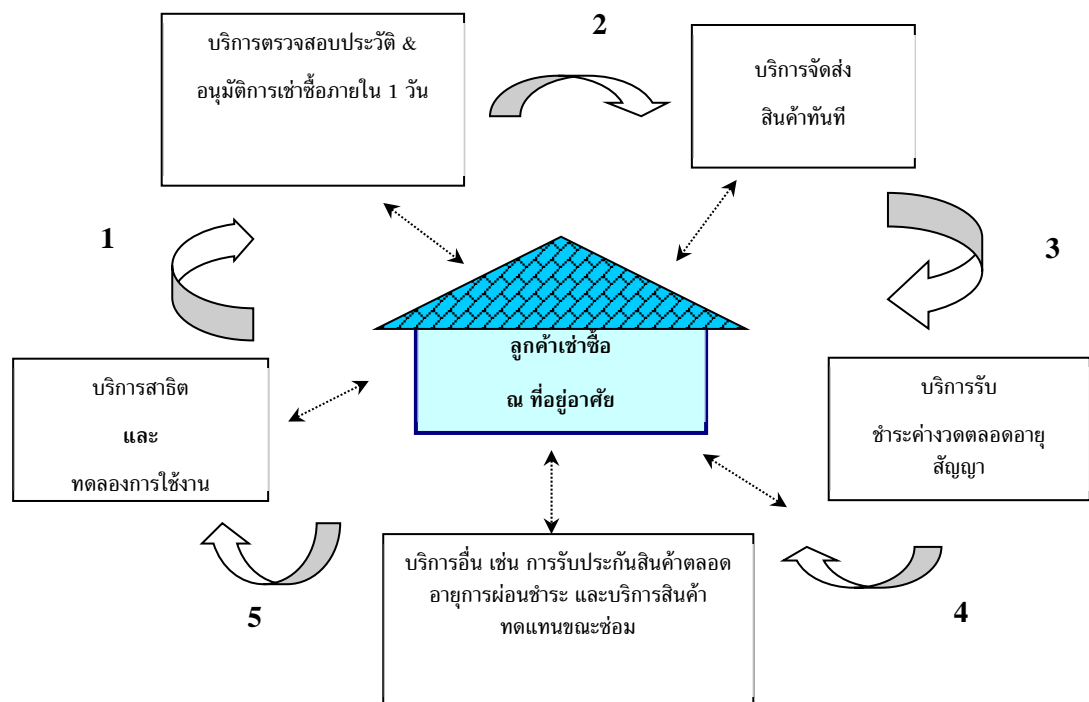 บริการตรวจสอบประวัติ &
อนุมัติการเช่าซื้อภายใน 1 วัน
2
บริการจัดส่ง
สินค้าทันที
1
3
ลูกค้าเช่าซื้อ
ณ ที่อยู่อาศัย
บริการสาธิต
และ
ทดลองการใช้งาน
บริการรับ
ชำระค่างวดตลอดอายุ
สัญญา
บริการอื่น เช่น การรับประกันสินค้าตลอด
อายุการผ่อนชำระ และบริการสินค้า
ทดแทนขณะซ่อม
5
4